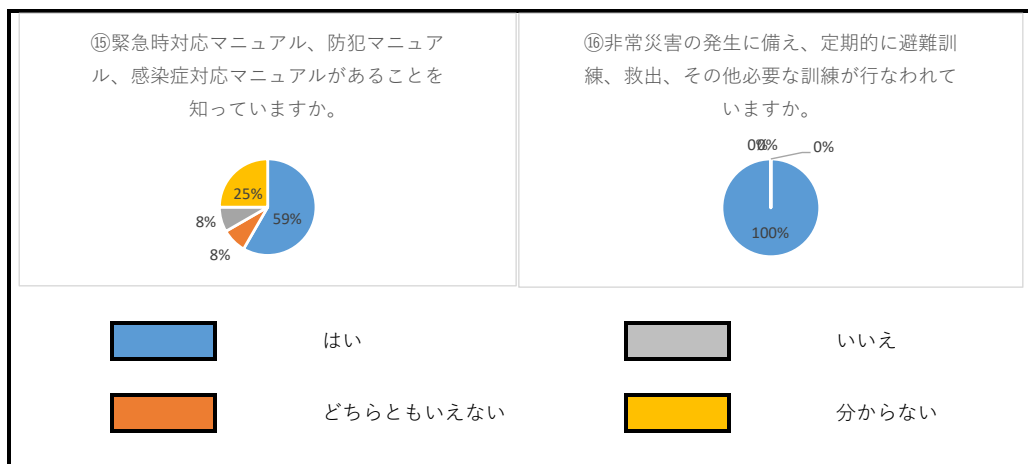 ⑮緊急時対応マニュアル、防犯マニュア
ル、感染症対応マニュアルがあることを
知っていますか。
25%
59%
8%
8%
⑯非常災害の発生に備え、定期的に避難訓
練、救出、その他必要な訓練が行なわれて
いますか。
0%
0%
0%
100%
はい
いいえ
どちらともいえない
分からない